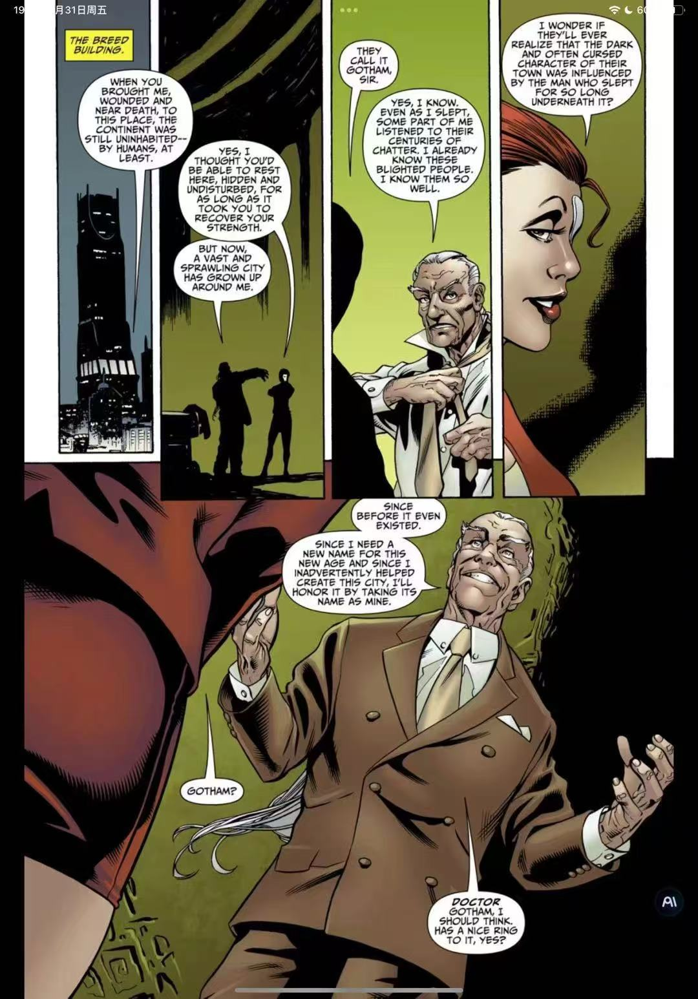 THE BREED
BUILDING.
WHEN YOU
BROUGHT ME,
WOUNDED AND
NEAR DEATH, TO
THIS PLACE, THE
CONTINENT WAS
STILL UNINHABITED--
BY HUMANS, AT
LEAST.
YES, I
THOUGHT YOU'D
BE ABLE TO REST
HERE, HIDDEN AND
UNDISTURBED, FOR
AS LONG AS IT
TOOK YOU TO
RECOVER YOUR
STRENGTH.
BUT NOW,
A VAST AND
SPRAWLING CITY
HAS GROWN UP
AROUND ME.
THEY
CALL IT
GOTHAM,
SIR.
YES, I KNOW.
EVEN AS I SLEPT,
SOME PART OF ME
LISTENED TO THEIR
CENTURIES OF
CHATTER. I ALREADY
KNOW THESE
BLIGHTED PEOPLE.
I KNOW THEM SO
WELL.
I WONDER IF
THEY'LL EVER
REALIZE THAT THE DARK
AND OFTEN CURSED
CHARACTER OF THEIR
TOWN WAS INFLUENCED
BY THE MAN WHO SLEPT
FOR SO LONG
UNDERNEATH IT?
SINCE
BEFORE IT EVEN
EXISTED.
SINCE I NEED A
NEW NAME FOR THIS
NEW AGE AND SINCE I
INADVERTENTLY HELPED
CREATE THIS CITY, I'LL
HONOR IT BY TAKING ITS
NAME AS MINE.
GOTHAM?
DOCTOR
GOTHAM, I
SHOULD THINK.
HAS A NICE RING
TO IT, YES?
19
月31日周五
AI